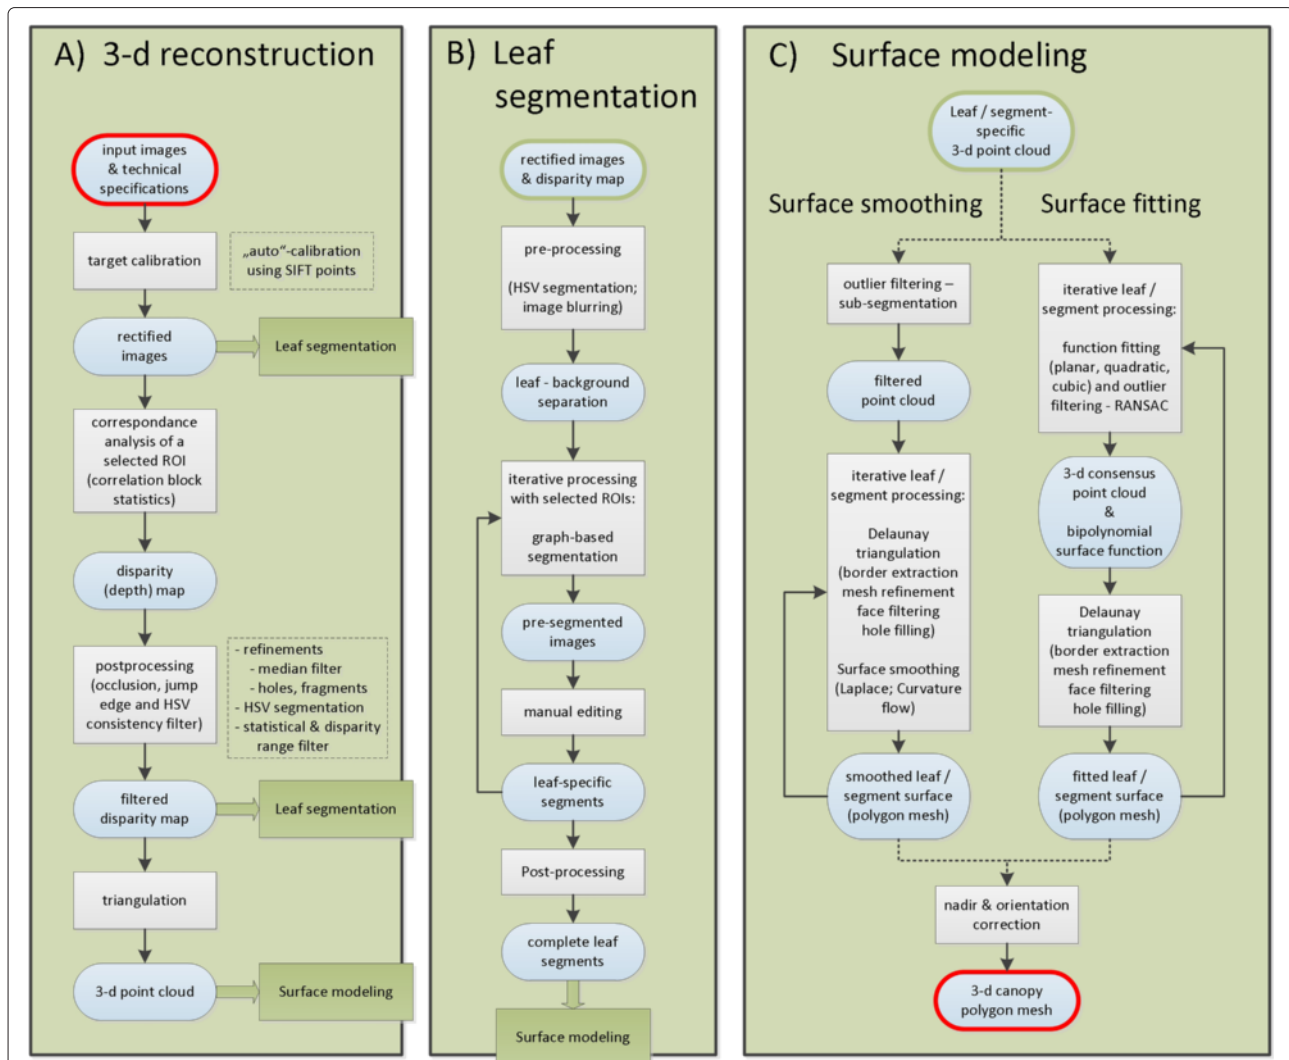 A) 3-d reconstruction
input images
& technical
specifications
target calibration
„auto“-calibration
using SIFT points
rectified
images
Leaf segmentation
correspondance
analysis of a
selected ROI
(correlation block
statistics)
disparity
(depth) map
postprocessing
(occlusion, jump
edge and HSV
consistency filter)
- refinements
- median filter
- holes, fragments
- HSV segmentation
- statistical & disparity
range filter
filtered
disparity map
Leaf segmentation
triangulation
3-d point cloud
Surface modeling
B) Leaf
segmentation
rectified images
& disparity map
pre-processing
(HSV segmentation;
image blurring)
leaf - background
separation
iterative processing
with selected ROIs:
graph-based
segmentation
pre-segmented
images
manual editing
leaf-specific
segments
Post-processing
complete leaf
segments
Surface modeling
C) Surface modeling
Leaf / segment-
specific
3-d point cloud
Surface smoothing
outlier filtering –
sub-segmentation
filtered
point cloud
iterative leaf /
segment processing:
Delaunay
triangulation
(border extraction
mesh refinement
face filtering
hole filling)
Surface smoothing
(Laplace; Curvature
flow)
smoothed leaf /
segment surface
(polygon mesh)
Surface fitting
iterative leaf /
segment processing:
function fitting
(planar, quadratic,
cubic) and outlier
filtering - RANSAC
3-d consensus
point cloud
&
bipolynomial
surface function
Delaunay
triangulation
(border extraction
mesh refinement
face filtering
hole filling)
fitted leaf /
segment surface
(polygon mesh)
nadir & orientation
correction
3-d canopy
polygon mesh